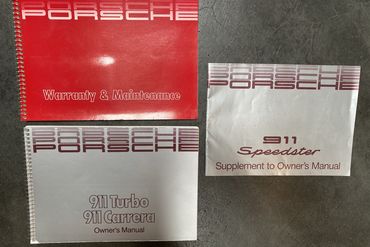 PORSCHE
Warranty & Maintenance
PORSCHE
911 Turbo
911 Carrera
Owner's Manual
PORSCHE
911
Speedster
Supplement to Owner's Manual